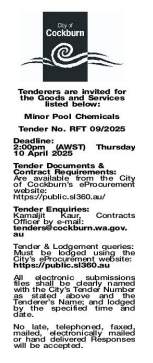 City of
Cockburn
Tenders are invited for
the Goods and Services
listed below:
Minor Pool Chemicals
Tender No. RFT 09/2025
Deadline:
2:00pm (AWST) Thursday
10 April 2025
Tender Documents &
Contract Requirements:
Are available from the City
of Cockburn's eProcurement
website:
https://public.sl360.au/
Tender Enquiries:
Kamaljit Kaur, Contracts
Officer by e-mail:
tenders@cockburn.wa.gov.
au
Tender & Lodgement queries:
Must be lodged using the
City's eProcurement website:
https://public.sl360.au
All electronic submissions
files shall be clearly named
with the City's Tender Number
as stated above and the
Tenderer's Name; and lodged
by the specified time and
date.
No late, telephoned, faxed,
mailed, electronically mailed
or hand delivered Responses
will be accepted.